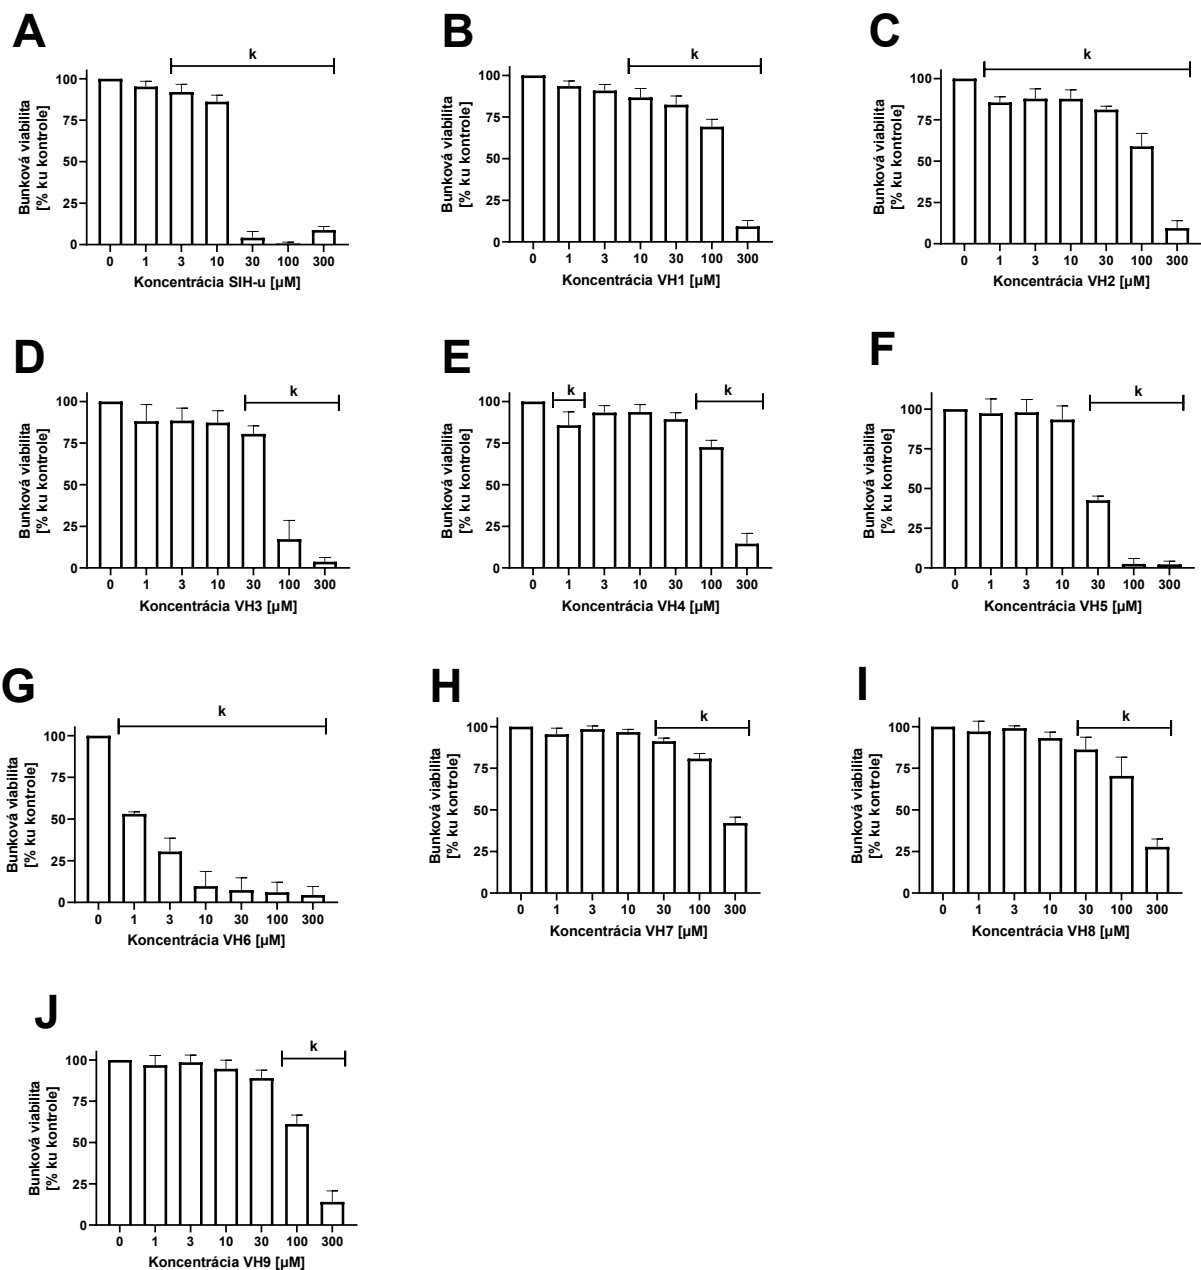 A
k
100
75
50
25
0
Bunková viabilita
[% ku kontrole]
0 1 3 10 30 100 300
Koncentrácia SIH-u [µM]
B
k
100
75
50
25
0
Bunková viabilita
[% ku kontrole]
0 1 3 10 30 100 300
Koncentrácia VH1 [µM]
C
k
100
75
50
25
0
Bunková viabilita
[% ku kontrole]
0 1 3 10 30 100 300
Koncentrácia VH2 [µM]
D
k
100
75
50
25
0
Bunková viabilita
[% ku kontrole]
0 1 3 10 30 100 300
Koncentrácia VH3 [µM]
E
k k
100
75
50
25
0
Bunková viabilita
[% ku kontrole]
0 1 3 10 30 100 300
Koncentrácia VH4 [µM]
F
k
100
75
50
25
0
Bunková viabilita
[% ku kontrole]
0 1 3 10 30 100 300
Koncentrácia VH5 [µM]
G
k
100
75
50
25
0
Bunková viabilita
[% ku kontrole]
0 1 3 10 30 100 300
Koncentrácia VH6 [µM]
H
k
100
75
50
25
0
Bunková viabilita
[% ku kontrole]
0 1 3 10 30 100 300
Koncentrácia VH7 [µM]
I
k
100
75
50
25
0
Bunková viabilita
[% ku kontrole]
0 1 3 10 30 100 300
Koncentrácia VH8 [µM]
J
k
100
75
50
25
0
Bunková viabilita
[% ku kontrole]
0 1 3 10 30 100 300
Koncentrácia VH9 [µM]